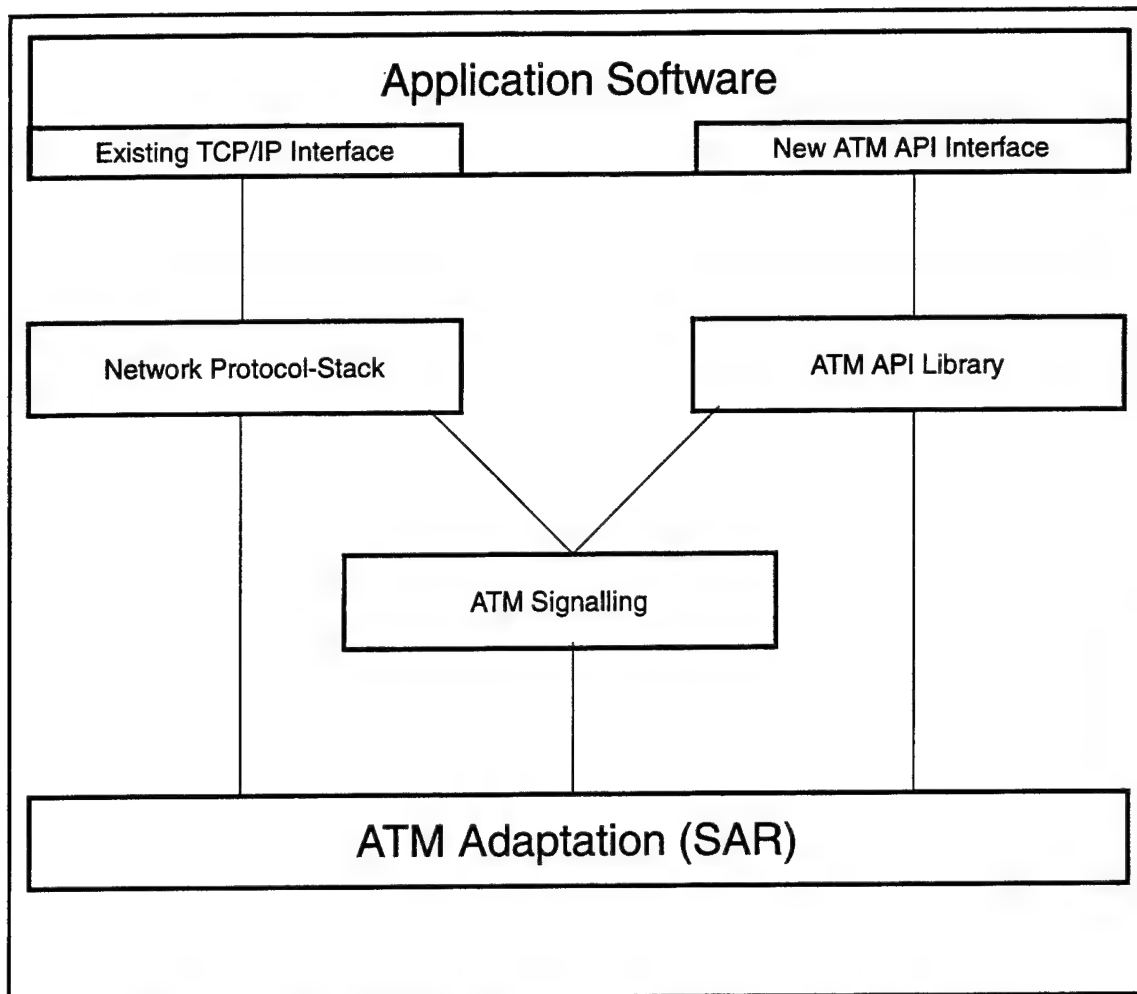 Application Software
Existing TCP/IP Interface
New ATM API Interface
Network Protocol-Stack
ATM API Library
ATM Signalling
ATM Adaptation (SAR)